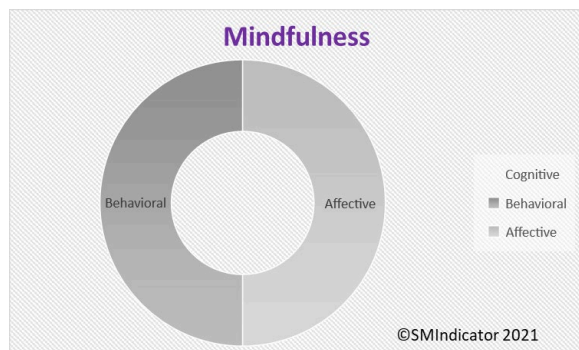 Mindfulness
Behavioral
Affective
Cognitive
Behavioral
Affective
©SMIndicator 2021